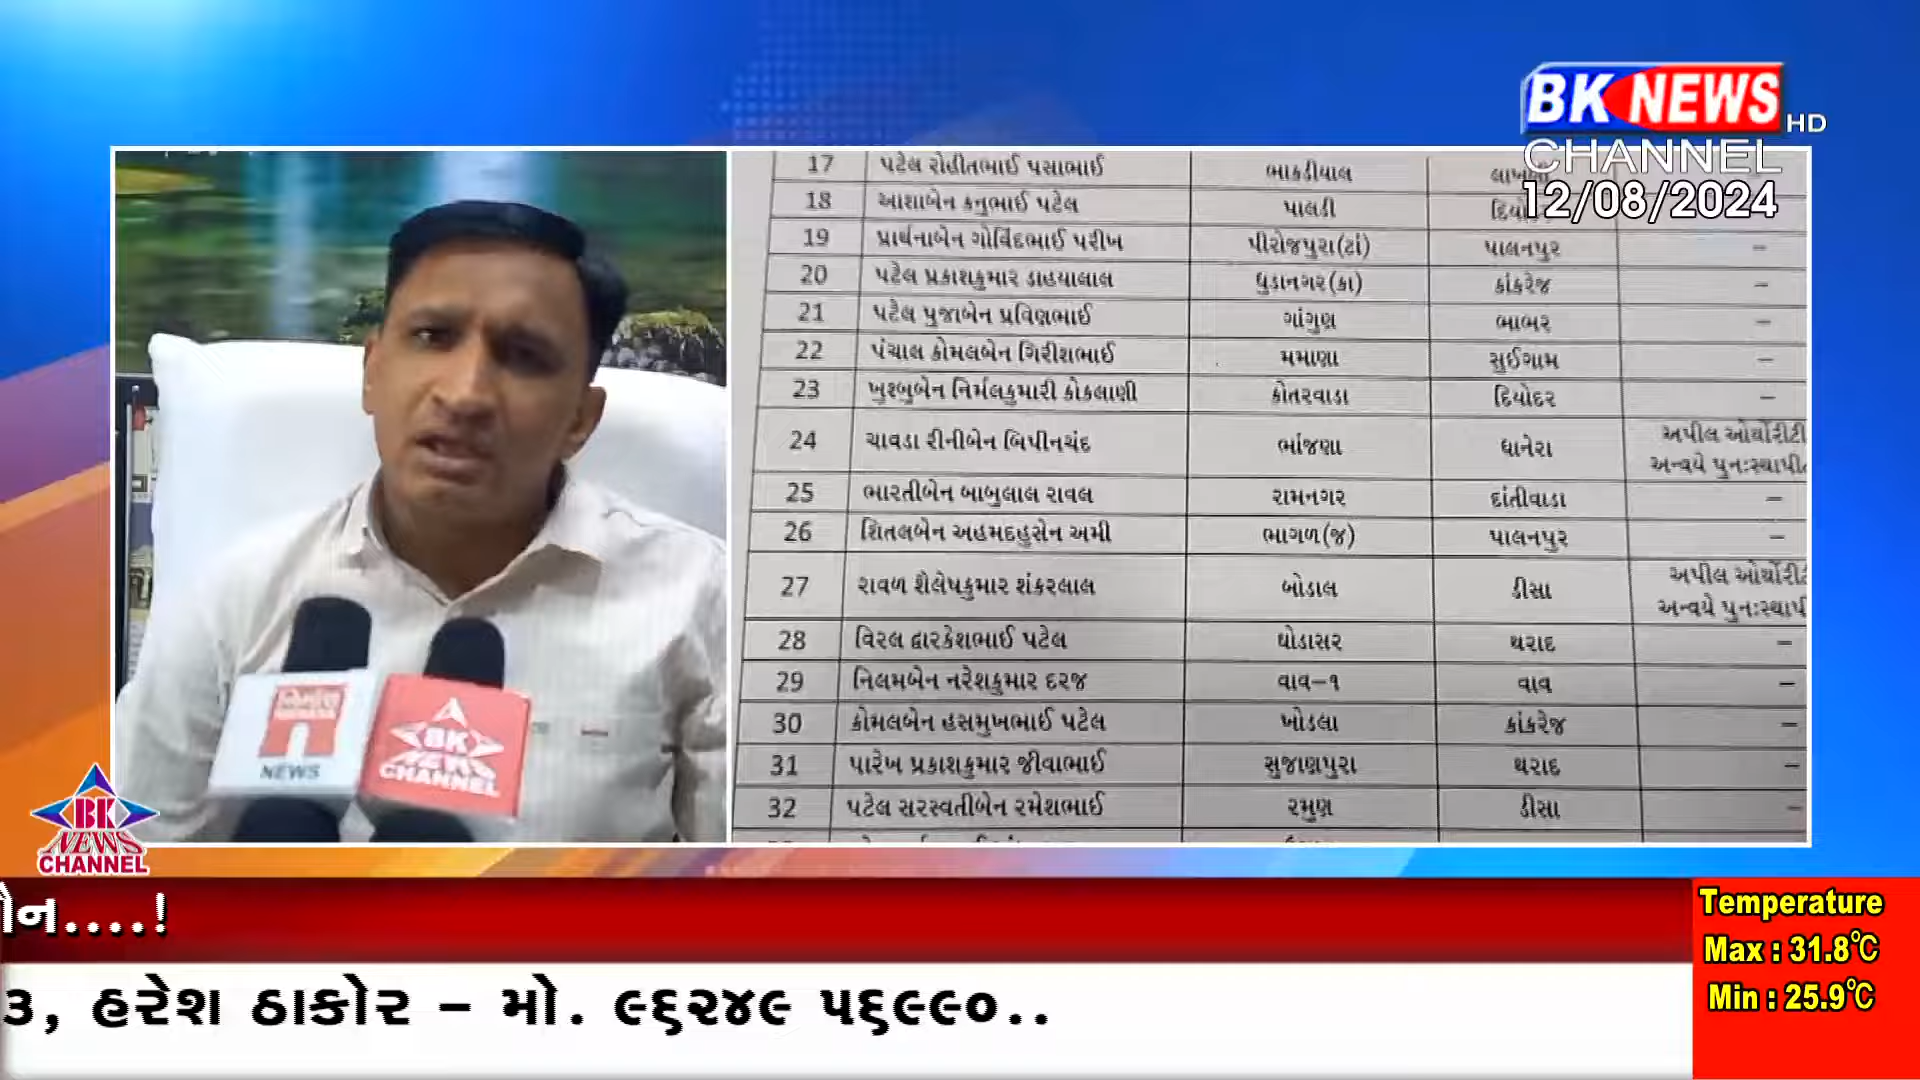 BK NEWS HD
CHANNEL
12/08/2024
17 પટેલ રોહીતભાઈ પસાભાઈ ભાકડીયાલ
18 આશાબેન કનુભાઈ પટેલ પાલડી
19 પ્રાર્થનાબેન ગોવિંદભાઈ પરીખ પીરોજપુરા(ટાં) પાલનપુર –
20 પટેલ પ્રકાશકુમાર ડાહયાલાલ ધુડાનગર(કા) કાંકરેજ –
21 પટેલ પુજાબેન પ્રવિણભાઈ ગાંગુણ ભાભર –
22 પંચાલ કોમલબેન ગિરીશભાઈ મમાણા સુઈગામ –
23 ખુશ્બુબેન નિર્મલકુમારી કોકલાણી કોતરવાડા દિયોદર –
24 ચાવડા રીનીબેન બિપીનચંદ ભાંજણા ધાનેરા અપીલ ઓથોરીટી
અન્વયે
25 ભારતીબેન બાબુલાલ રાવલ રામનગર દાંતીવાડા –
26 શિતલબેન અહમદહુસેન અમી ભાગળ(જ) પાલનપુર –
27 રાવળ શૈલેષકુમાર શંકરલાલ બોડાલ ડીસા અપીલ
અન્વયે
28 વિરલ દ્વારકેશભાઈ પટેલ ઘોડાસર થરાદ –
29 નિલમબેન નરેશકુમાર દરજ વાવ–૧ વાવ –
30 કોમલબેન હસમુખભાઈ પટેલ ખોડલા કાંકરેજ –
31 પારેખ પ્રકાશકુમાર જીવાભાઈ સુજાણપુરા થરાદ –
32 પટેલ સરસ્વતીબેન રમેશભાઈ રમુણ ડીસા –
NEWS
BK
NEWS
CHANNEL
BK
NEWS
CHANNEL
....!
૩, હરેશ ઠાકોર – મો. ૯૬૨૪૯ ૫૬૯૯૦..
Temperature
Max : 31.8℃
Min : 25.9℃